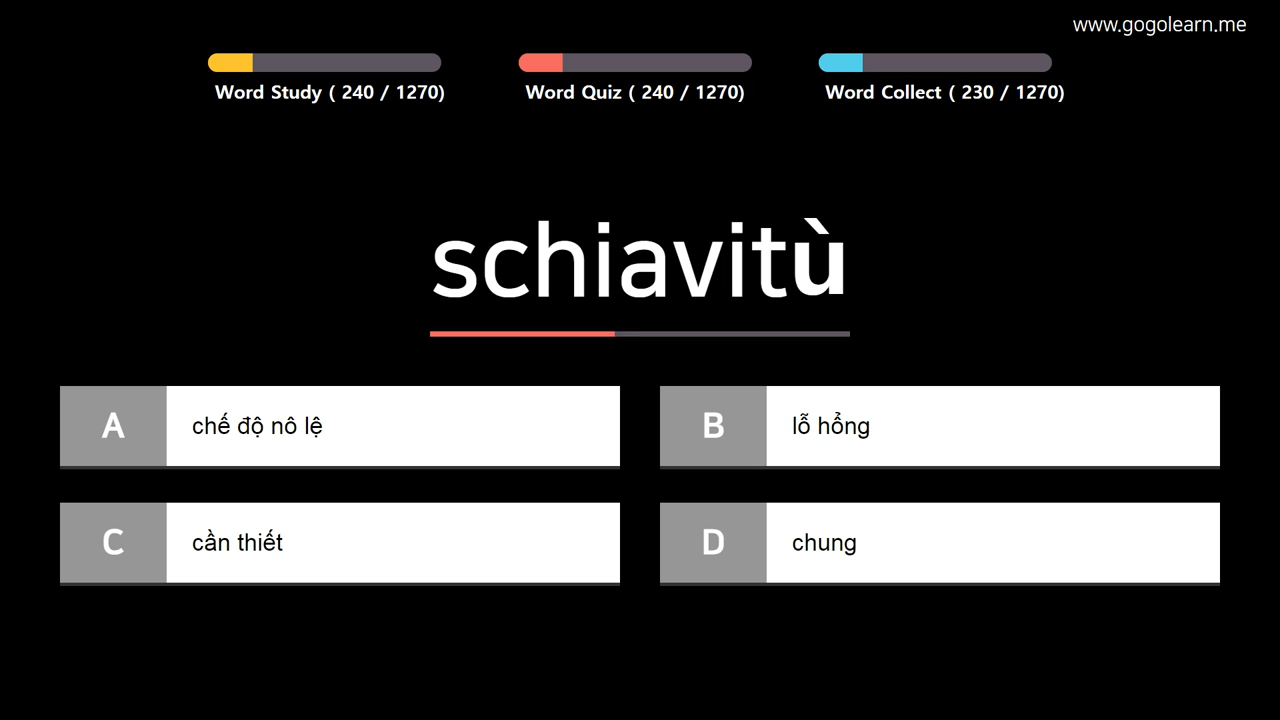 www.gogolearn.me
Word Study ( 240 / 1270)
Word Quiz ( 240 / 1270)
Word Collect ( 230 / 1270)
schiavitù
A
chế độ nô lệ
B
lỗ hổng
C
cần thiết
D
chung